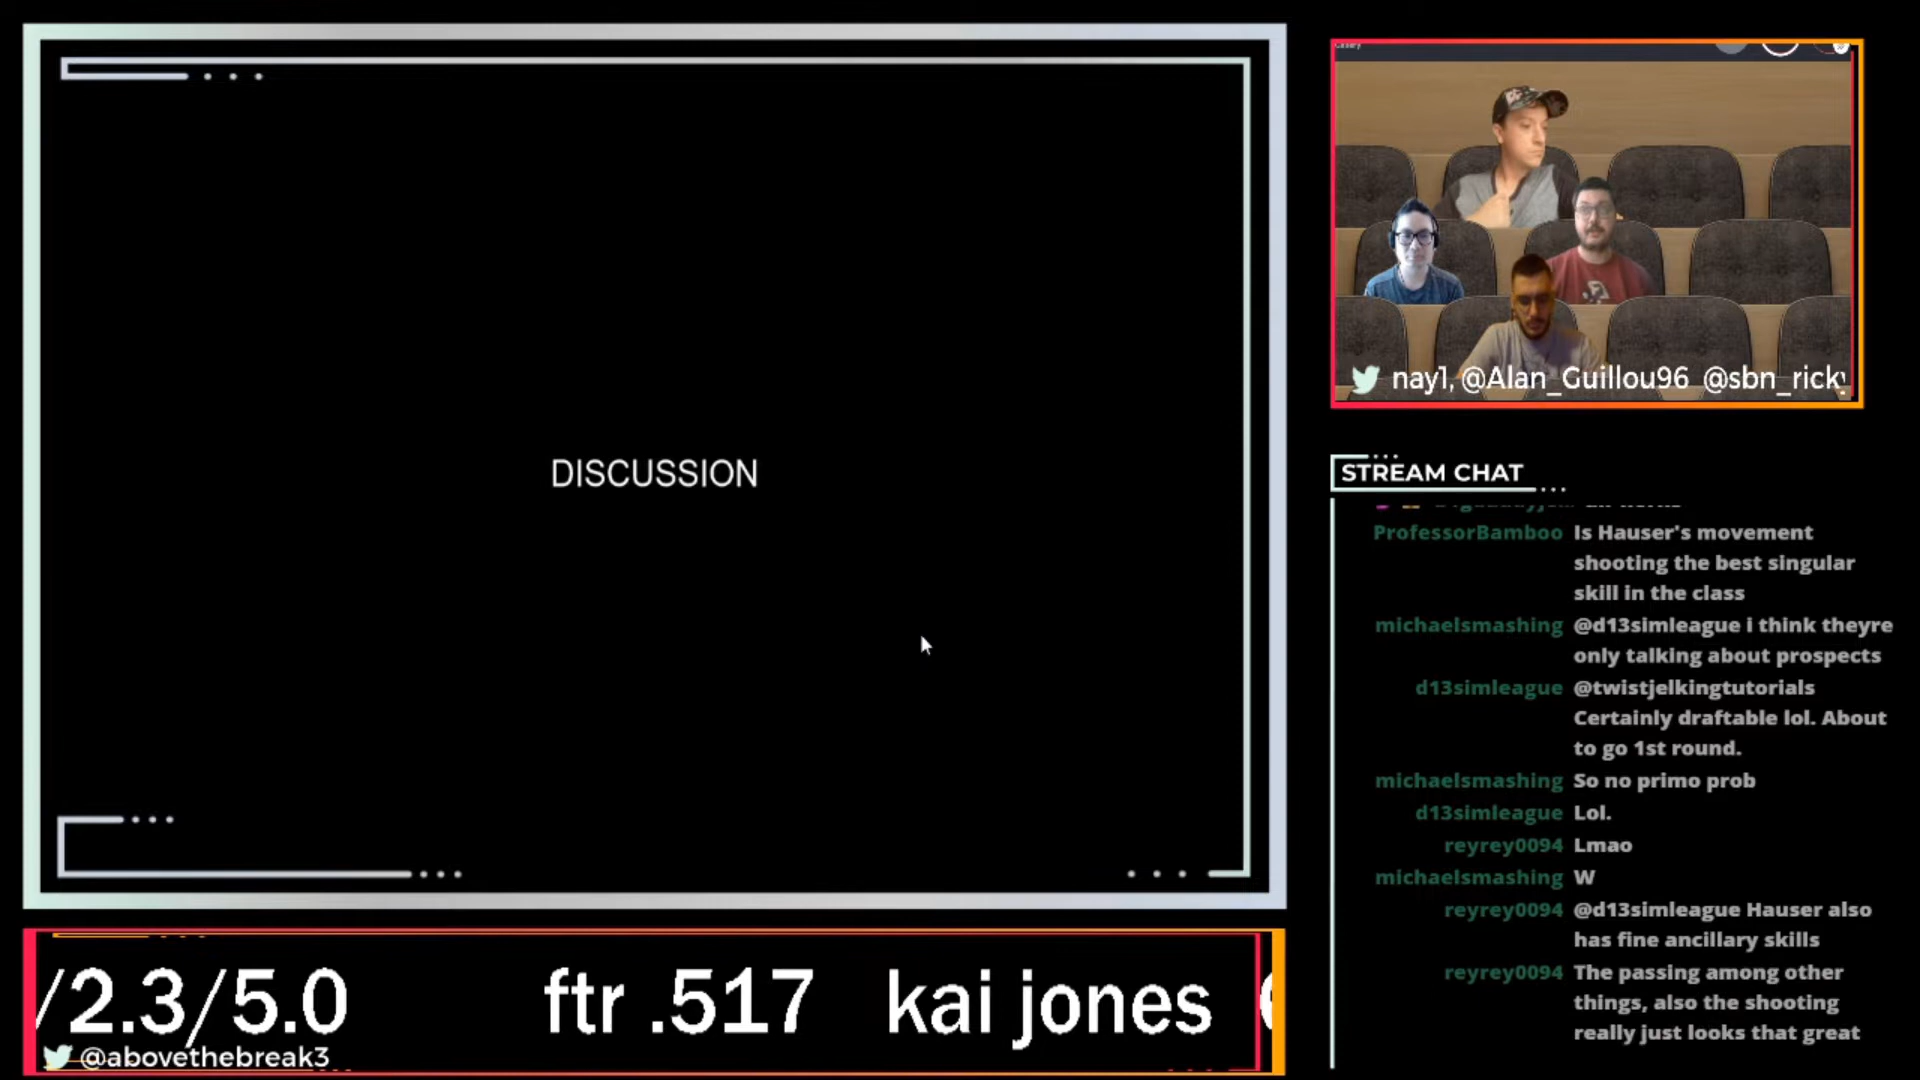 DISCUSSION
nay1, @Alan_Guillou96 @sbn_ricky
STREAM CHAT
ProfessorBamboo Is Hauser's movement
shooting the best singular
skill in the class
michaelsmashing @d13simleague i think theyre
only talking about prospects
d13simleague @twistjelkingtutorials
Certainly draftable lol. About
to go 1st round.
michaelsmashing So no primo prob
d13simleague Lol.
reyrey0094 Lmao
michaelsmashing W
reyrey0094 @d13simleague Hauser also
has fine ancillary skills
reyrey0094 The passing among other
things, also the shooting
really just looks that great
/2.3/5.0 ftr .517 kai jones
@abovethebreak3